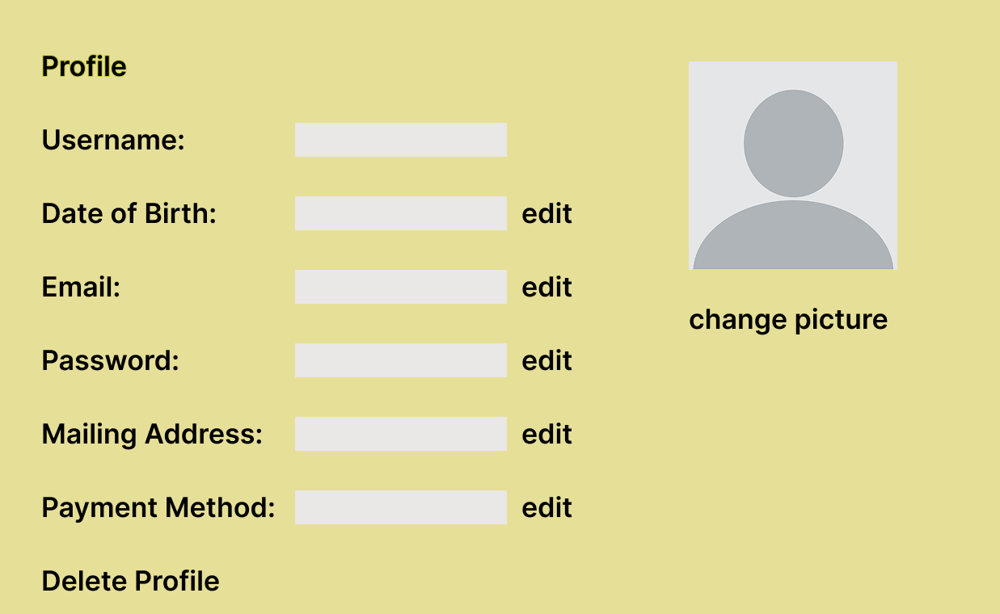 Profile
Username:
Date of Birth: edit
Email: edit
Password: edit
Mailing Address: edit
Payment Method: edit
Delete Profile
change picture